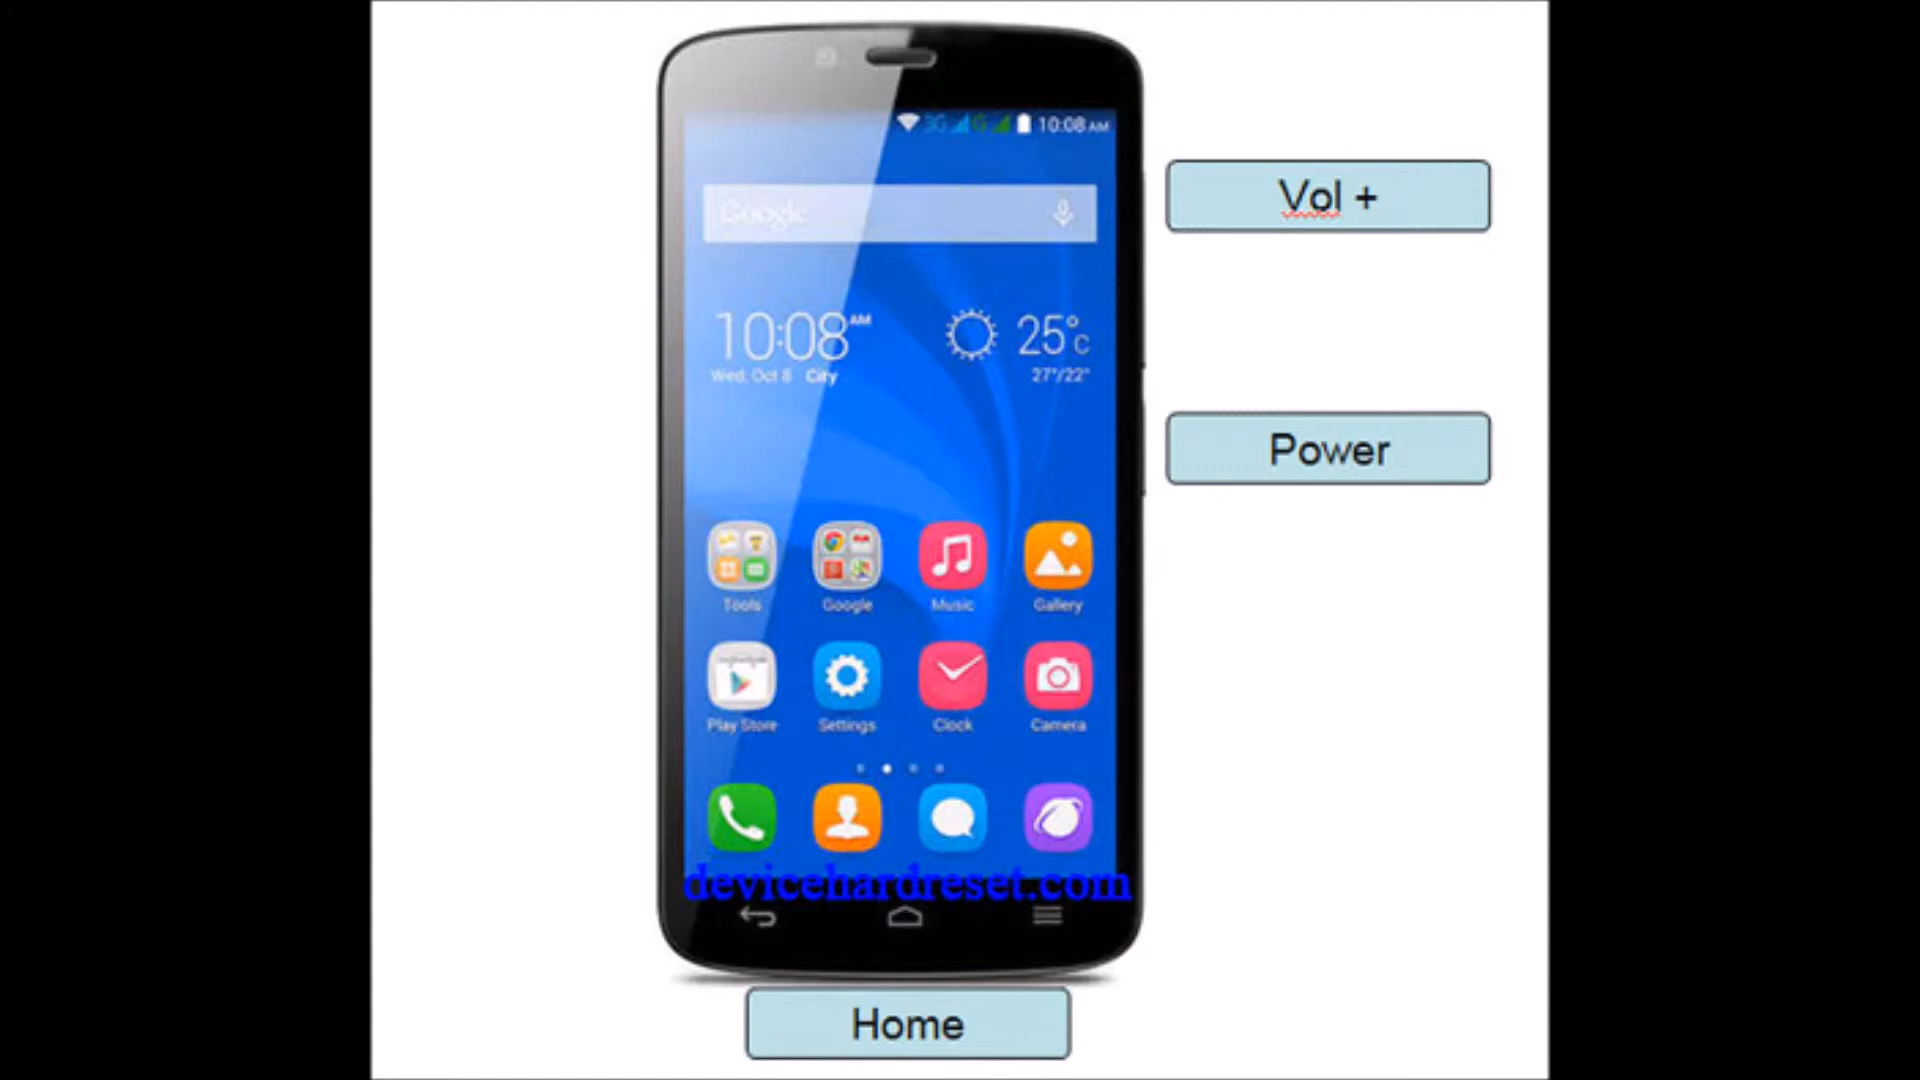 3G G 10:08 AM
Google
Vol +
10:08 AM
25°C
Wed, Oct 8 City
27°/22°
Power
Tools Google Music Gallery
Play Store Settings Clock Camera
devicehardreset.com
Home